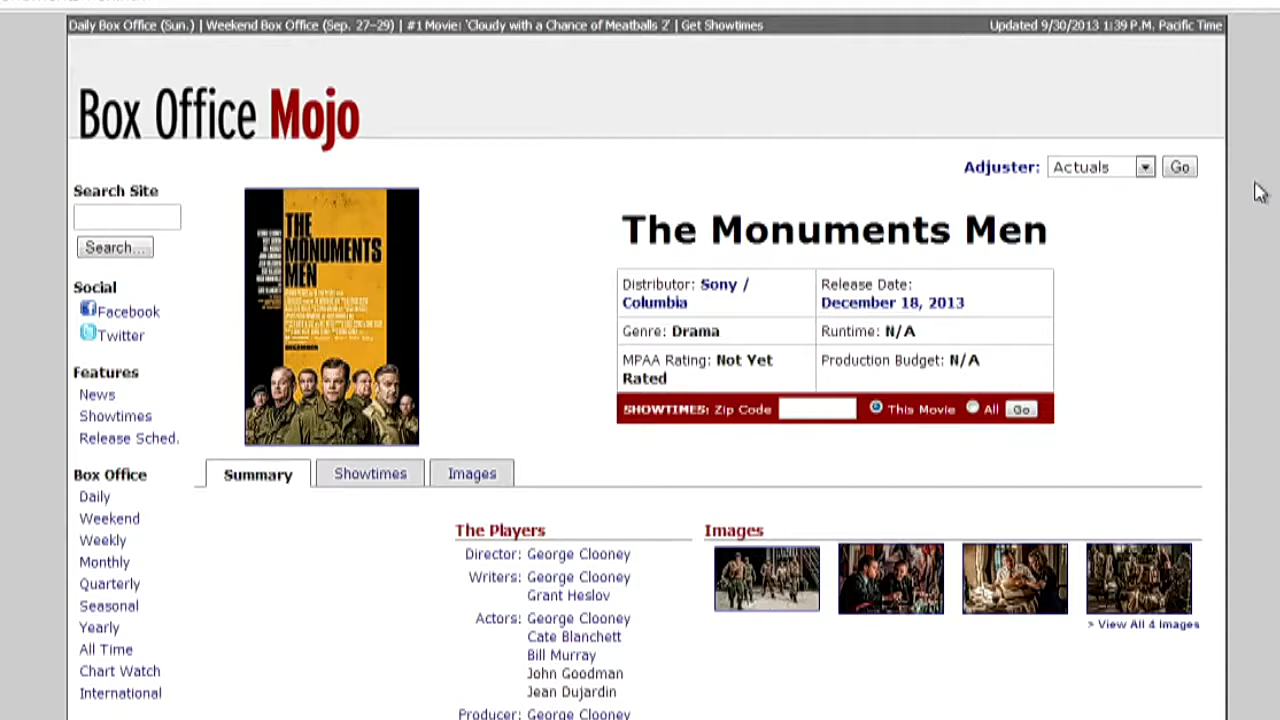 Daily Box Office (Sun.) | Weekend Box Office (Sep. 27–29) | #1 Movie: 'Cloudy with a Chance of Meatballs 2' | Get Showtimes
Updated 9/30/2013 1:39 P.M. Pacific Time
Box Office Mojo
Adjuster: Actuals Go
Search Site
Search...
Social
Facebook
Twitter
Features
News
Showtimes
Release Sched.
Box Office
Daily
Weekend
Weekly
Monthly
Quarterly
Seasonal
Yearly
All Time
Chart Watch
International
THE
MONUMENTS
MEN
The Monuments Men
Distributor: Sony /
Columbia
Release Date:
December 18, 2013
Genre: Drama
Runtime: N/A
MPAA Rating: Not Yet
Rated
Production Budget: N/A
SHOWTIMES: Zip Code This Movie All Go
Summary Showtimes Images
The Players
Director: George Clooney
Writers: George Clooney
Grant Heslov
Actors: George Clooney
Cate Blanchett
Bill Murray
John Goodman
Jean Dujardin
Producer: George Clooney
Images
> View All 4 Images